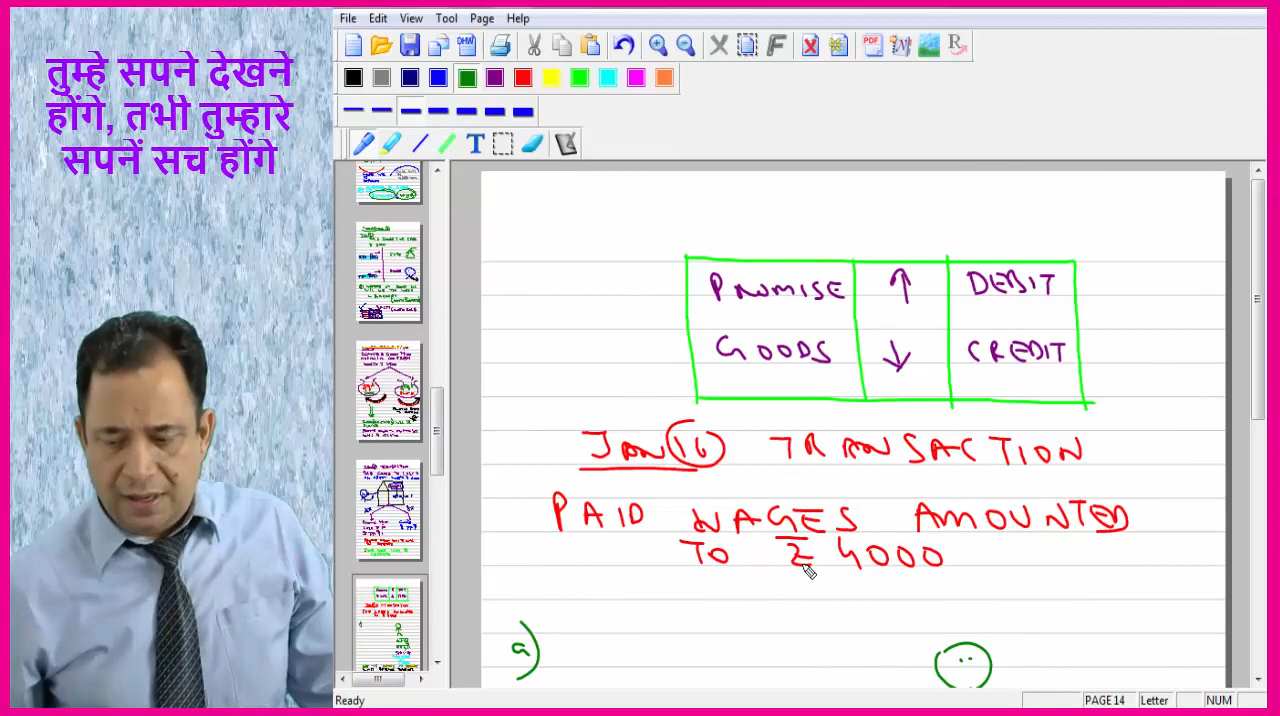 तुम्हे सपने देखने
होंगे, तभी तुम्हारे
सपनें सच होंगे
File Edit View Tool Page Help
PROMISE ↑ DEBIT
GOODS ↓ CREDIT
JAN 10 TRANSACTION
PAID WAGES AMOUNTED
TO ₹ 4000
a)
Ready PAGE 14 Letter NUM